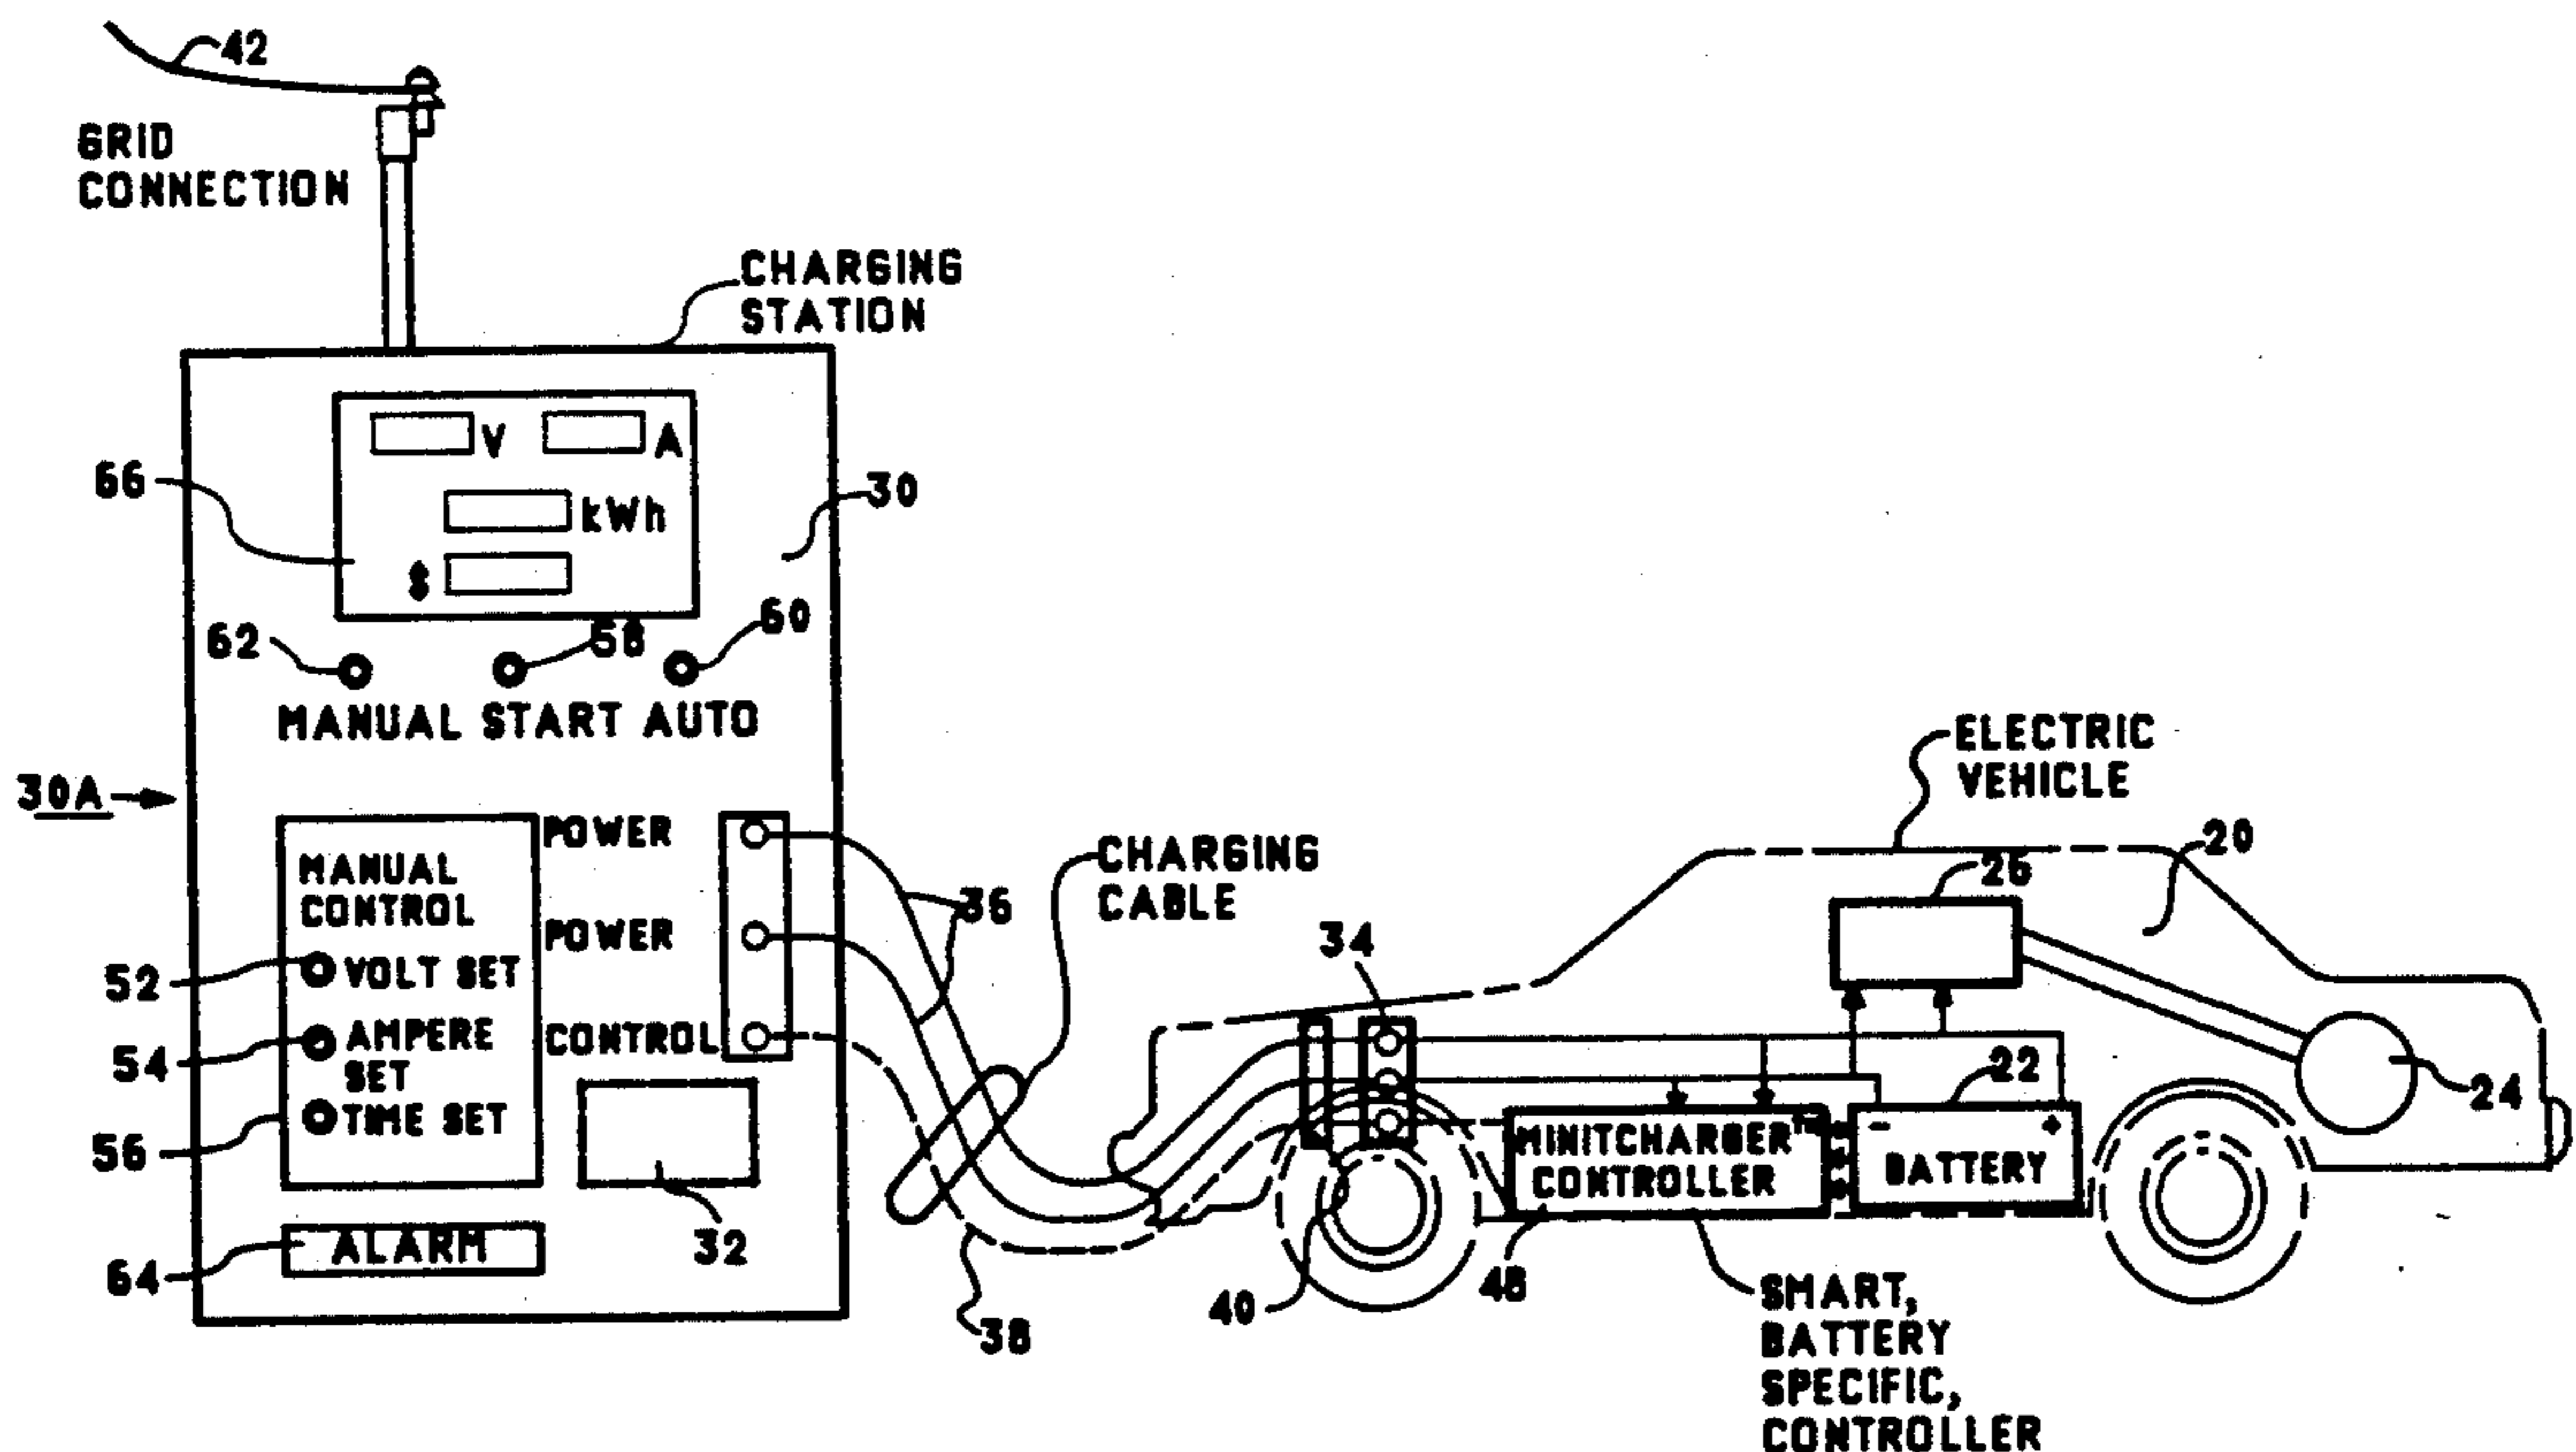 42
GRID
CONNECTION
CHARGING
STATION
V
A
66
30
kWh
$
62
58
60
MANUAL START AUTO
30A
ELECTRIC
VEHICLE
POWER
20
MANUAL
CONTROL
CHARGING
CABLE
26
36
POWER
34
52
VOLT SET
54
AMPERE
SET
CONTROL
22
24
56
TIME SET
MINITCHARGER
CONTROLLER
-
+
BATTERY
ALARM
64
32
40
48
38
SMART,
BATTERY
SPECIFIC,
CONTROLLER